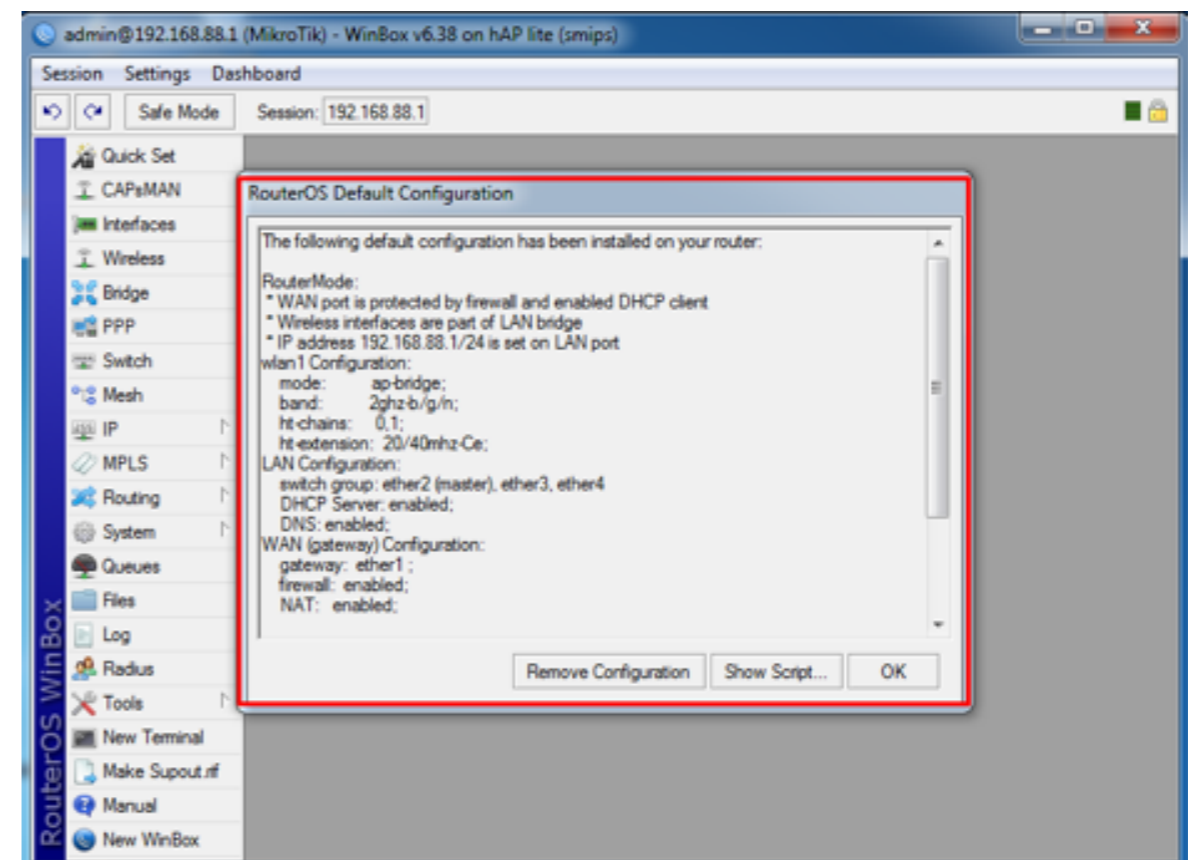 admin@192.168.88.1 (MikroTik) - WinBox v6.38 on hAP lite (smips)
Session Settings Dashboard
Safe Mode Session: 192.168.88.1
Quick Set
CAPsMAN
Interfaces
Wireless
Bridge
PPP
Switch
Mesh
IP
MPLS
Routing
System
Queues
Files
Log
Radius
Tools
New Terminal
Make Supout.rif
Manual
New WinBox
RouterOS WinBox
RouterOS Default Configuration
The following default configuration has been installed on your router:
RouterMode:
* WAN port is protected by firewall and enabled DHCP client
* Wireless interfaces are part of LAN bridge
* IP address 192.168.88.1/24 is set on LAN port
wlan1 Configuration:
mode: ap-bridge;
band: 2ghz-b/g/n;
ht-chains: 0,1;
ht-extension: 20/40mhz-Ce;
LAN Configuration:
switch group: ether2 (master), ether3, ether4
DHCP Server: enabled;
DNS: enabled;
WAN (gateway) Configuration:
gateway: ether1 ;
firewall: enabled;
NAT: enabled;
Remove Configuration Show Script... OK